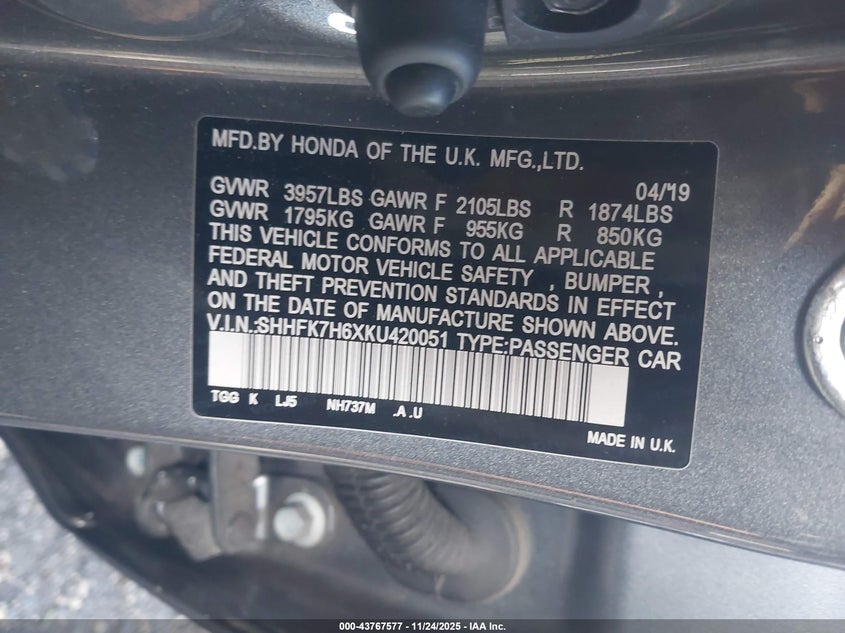 MFD.BY HONDA OF THE U.K. MFG.,LTD.
04/'19
GVWR 3957LBS GAWR F 2105LBS R 1874LBS
GVWR 1795KG GAWR F 955KG R 850KG
THIS VEHICLE CONFORMS TO ALL APPLICABLE
FEDERAL MOTOR VEHICLE SAFETY , BUMPER ,
AND THEFT PREVENTION STANDARDS IN EFFECT
ON THE DATE OF MANUFACTURE SHOWN ABOVE.
V.I.N.:SHHFK7H6XKU420051 TYPE:PASSENGER CAR
TGG K LJ5 NH737M .A .U
MADE IN U.K.
000-43767577 - 11/24/2025 - IAA Inc.